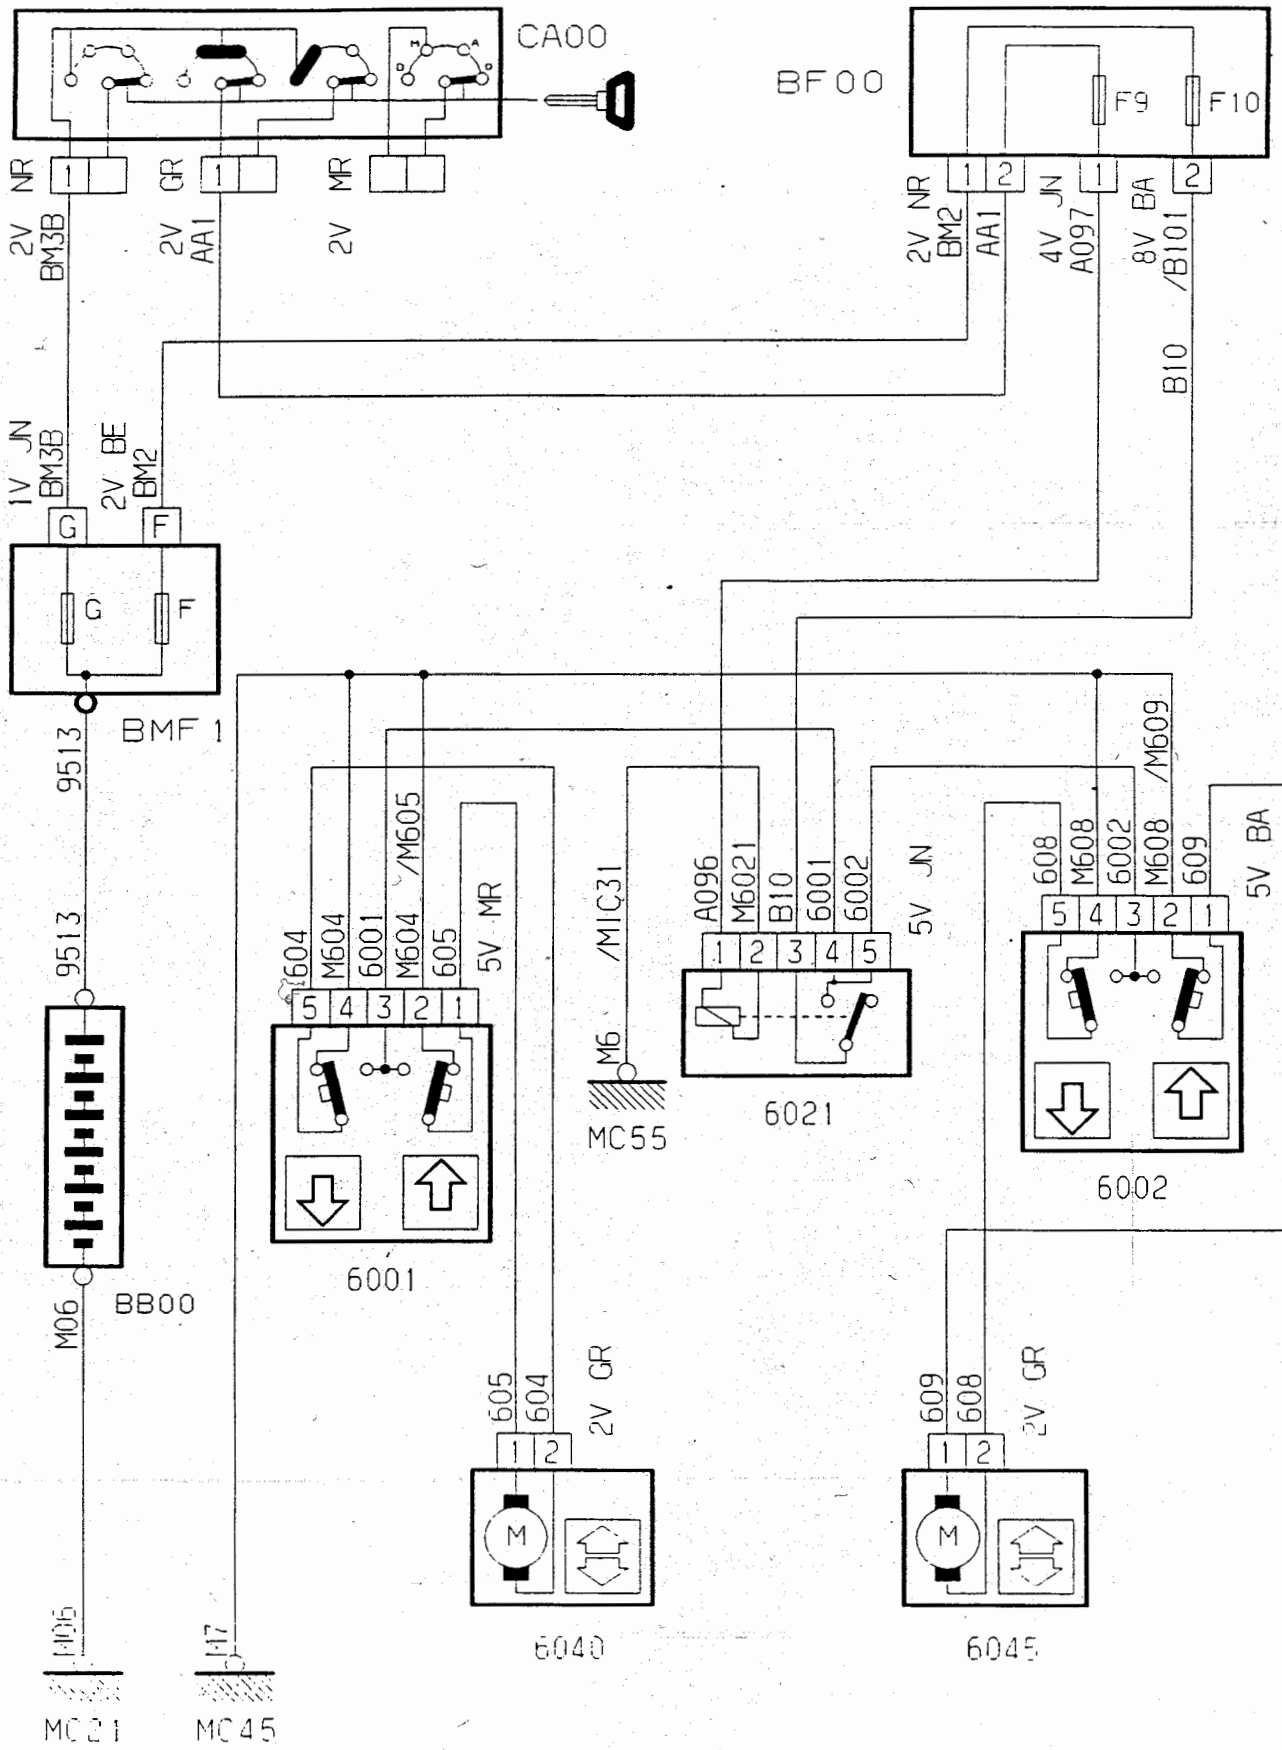 CA00
M A
D D
1
1
2V NR
BM3B
2V GR
AA1
2V MR
BF00
F9
F10
1 2
1
2
2V NR
BM2
AA1
4V JN
A097
8V BA
/B101
B10
1V JN
BM3B
2V BE
BM2
G
F
G
F
BMF1
9513
9513
BB00
M06
M06
MC21
M7
MC45
604
M604
6001
M604
/M605
605
5V MR
5 4 3 2 1
6001
M6
/MIC31
MC55
A096
M6021
B10
6001
6002
5V JN
1 2 3 4 5
6021
608
M608
6002
M608
/M609
609
5V BA
5 4 3 2 1
6002
605
604
2V GR
1 2
M
6040
609
608
2V GR
1 2
M
6045